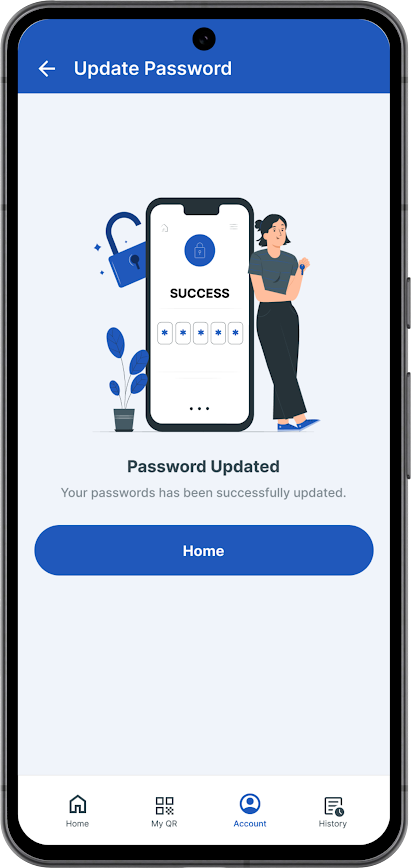 Update Password
SUCCESS
* * * * *
Password Updated
Your passwords has been successfully updated.
Home
Home
My QR
Account
History